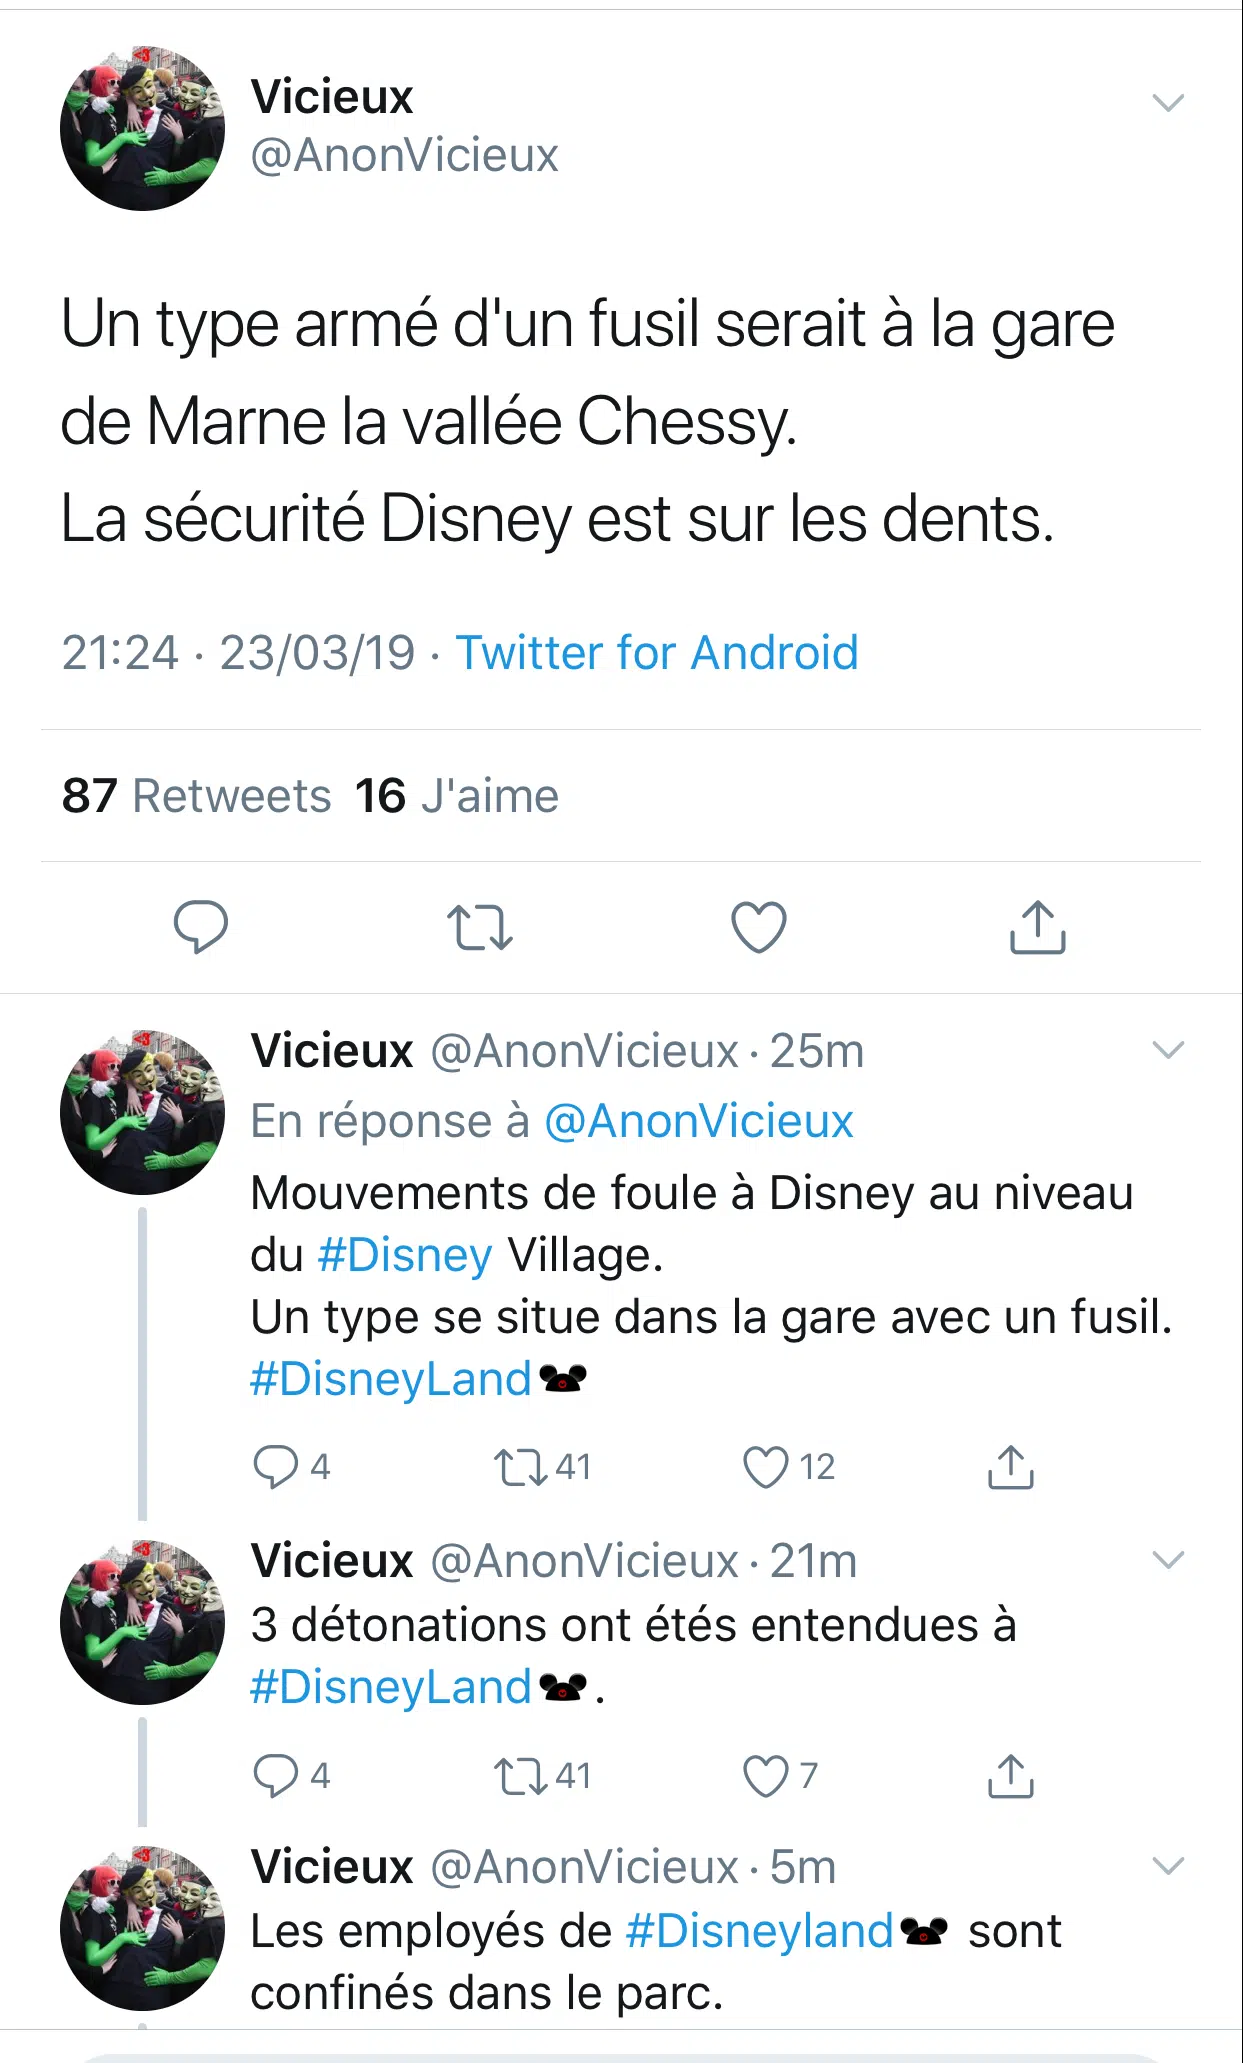 Vicieux
@AnonVicieux
Un type armé d'un fusil serait à la gare
de Marne la vallée Chessy.
La sécurité Disney est sur les dents.
21:24 · 23/03/19 · Twitter for Android
87 Retweets 16 J'aime
Vicieux @AnonVicieux · 25m
En réponse à @AnonVicieux
Mouvements de foule à Disney au niveau
du #Disney Village.
Un type se situe dans la gare avec un fusil.
#DisneyLand
4 41 12
Vicieux @AnonVicieux · 21m
3 détonations ont étés entendues à
#DisneyLand .
4 41 7
Vicieux @AnonVicieux · 5m
Les employés de #Disneyland sont
confinés dans le parc.